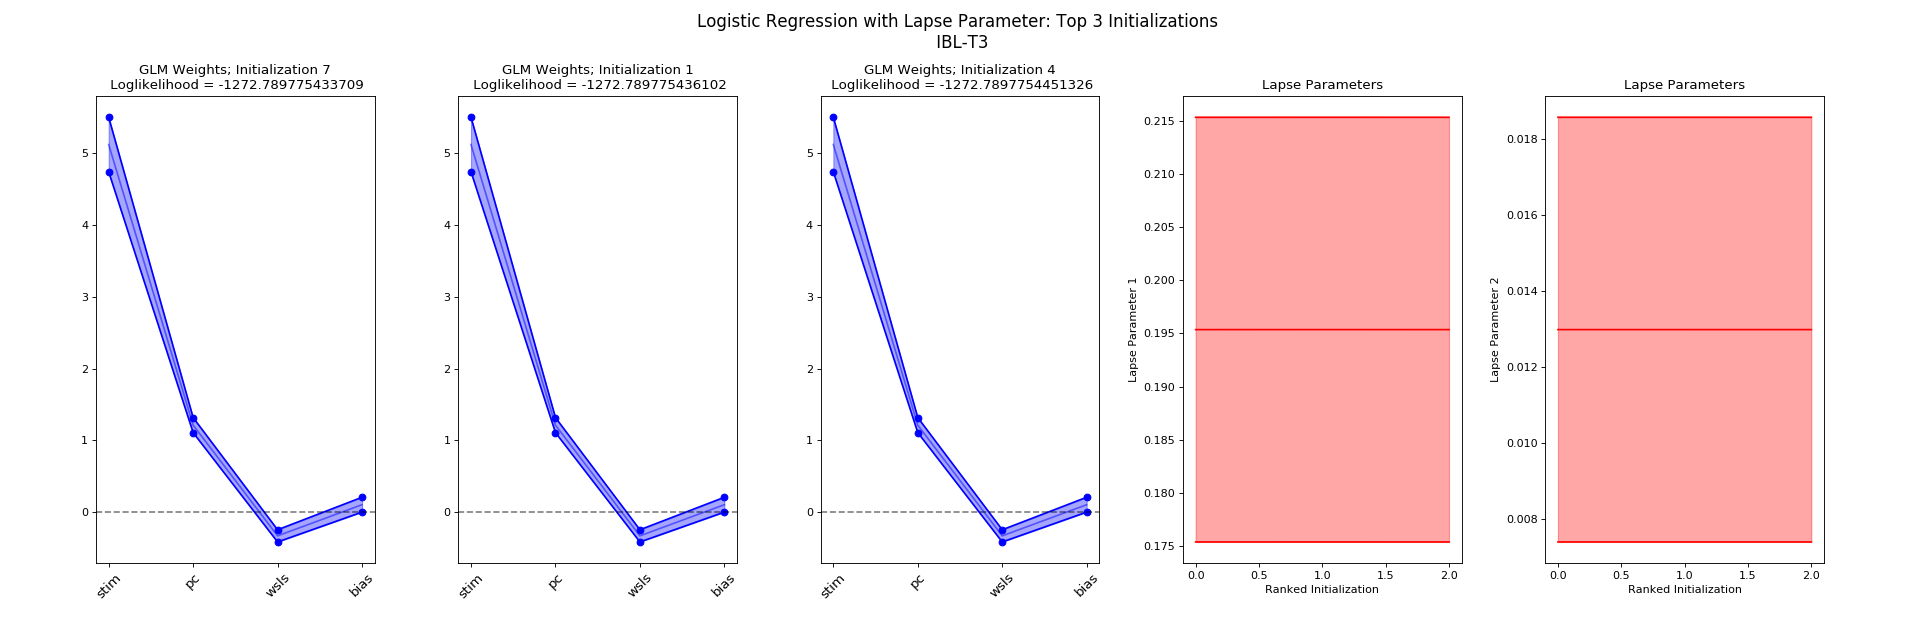 Logistic Regression with Lapse Parameter: Top 3 Initializations
IBL-T3
GLM Weights; Initialization 7
Loglikelihood = -1272.789775433709
5
4
3
2
1
0
stim
pc
wsls
bias
GLM Weights; Initialization 1
Loglikelihood = -1272.789775436102
5
4
3
2
1
0
stim
pc
wsls
bias
GLM Weights; Initialization 4
Loglikelihood = -1272.7897754451326
5
4
3
2
1
0
stim
pc
wsls
bias
Lapse Parameters
Lapse Parameter 1
0.215
0.210
0.205
0.200
0.195
0.190
0.185
0.180
0.175
0.0 0.5 1.0 1.5 2.0
Ranked Initialization
Lapse Parameters
Lapse Parameter 2
0.018
0.016
0.014
0.012
0.010
0.008
0.0 0.5 1.0 1.5 2.0
Ranked Initialization